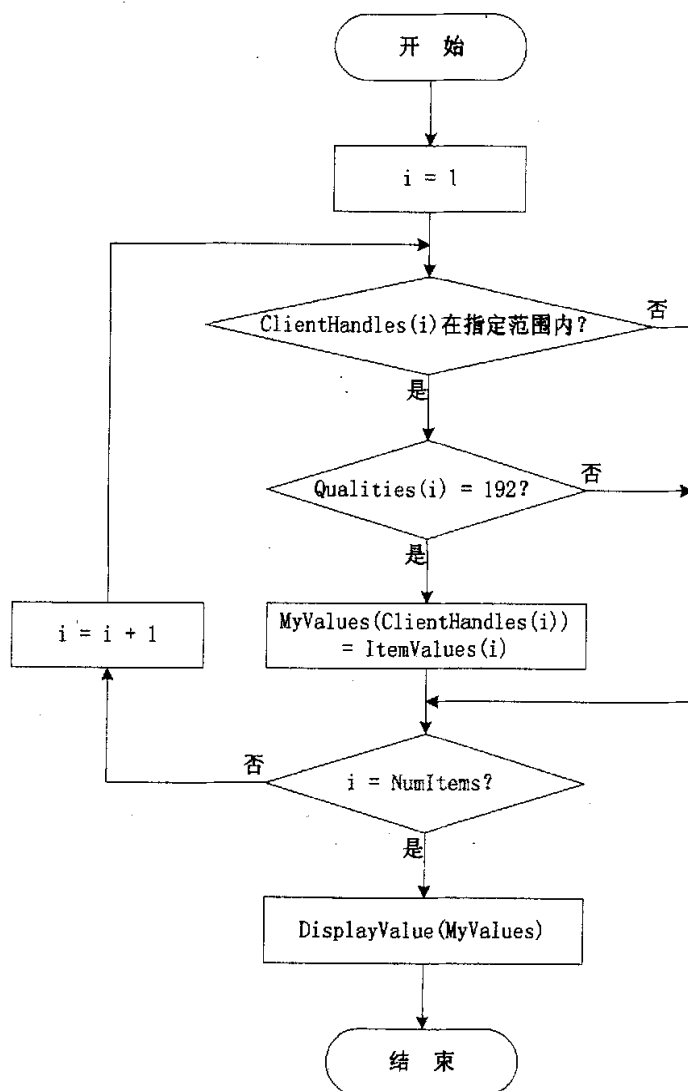 开 始
i = 1
ClientHandles(i)在指定范围内?
否
是
Qualities(i) = 192?
否
是
MyValues(ClientHandles(i))
= ItemValues(i)
i = i + 1
i = NumItems?
否
是
DisplayValue(MyValues)
结 束